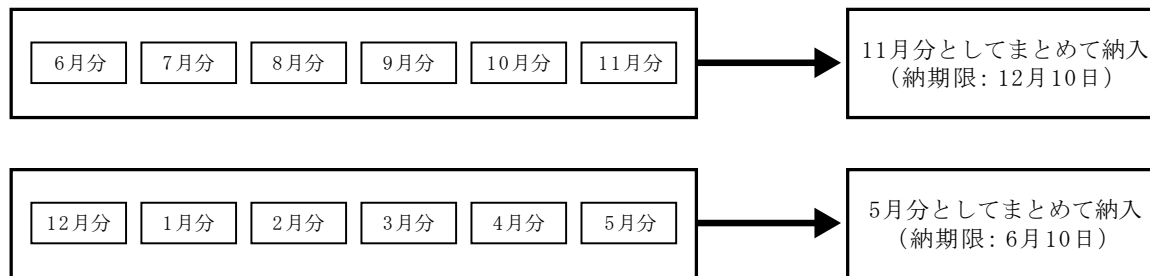 6月分 7月分 8月分 9月分 10月分 11月分
11月分としてまとめて納入
（納期限：12月10日）
12月分 1月分 2月分 3月分 4月分 5月分
5月分としてまとめて納入
（納期限：6月10日）